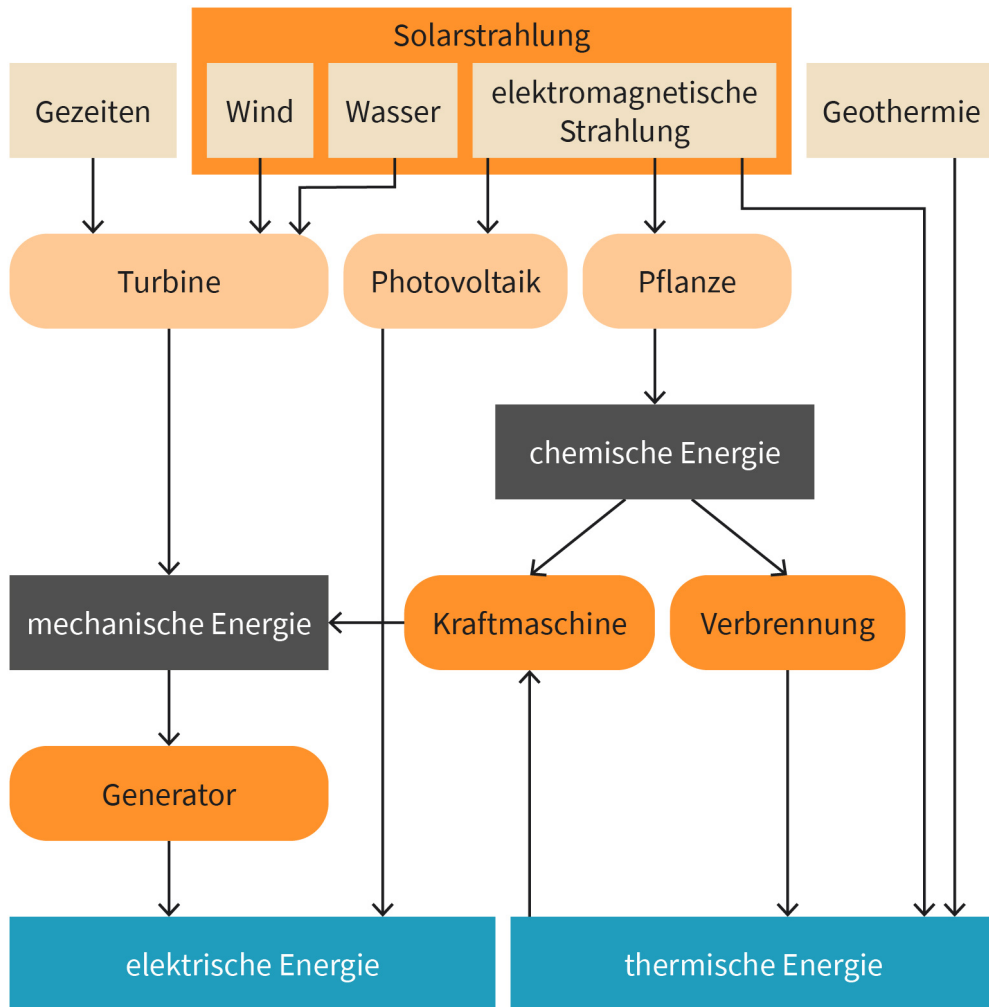 Solarstrahlung
Gezeiten
Wind
Wasser
elektromagnetische
Strahlung
Geothermie
Turbine
Photovoltaik
Pflanze
chemische Energie
mechanische Energie
Kraftmaschine
Verbrennung
Generator
elektrische Energie
thermische Energie